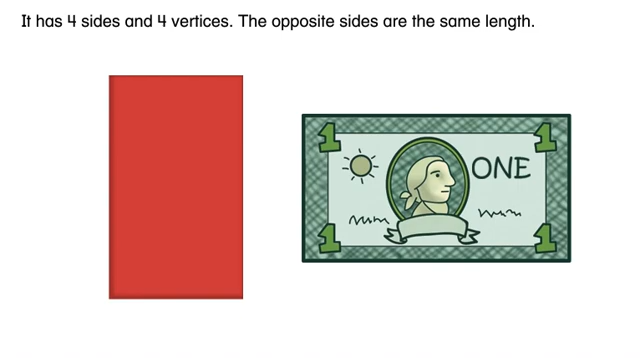 It has 4 sides and 4 vertices. The opposite sides are the same length.
1 1
ONE
1 1